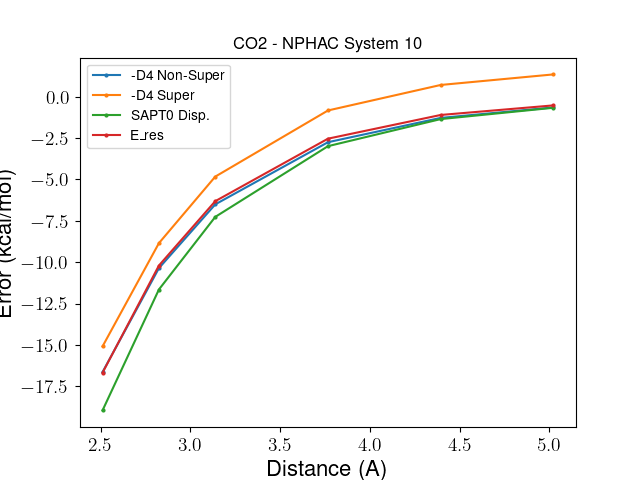 CO2 - NPHAC System 10
-D4 Non-Super
-D4 Super
SAPT0 Disp.
E_res
0.0
−2.5
−5.0
−7.5
−10.0
−12.5
−15.0
−17.5
Error (kcal/mol)
2.5 3.0 3.5 4.0 4.5 5.0
Distance (A)